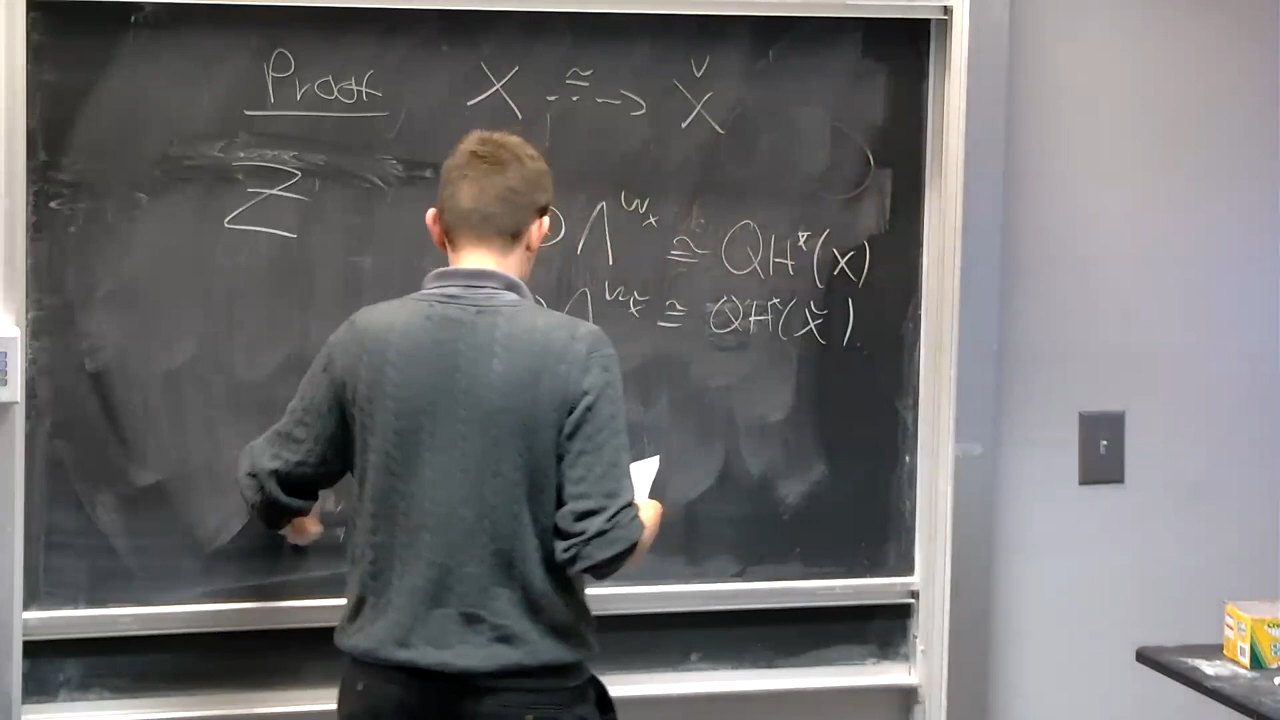 Proof X ≅⇢ X̌
Z
Λ^{W_X} ≅ QH*(X)
Λ^{W_X̌} ≅ QH*(X̌)